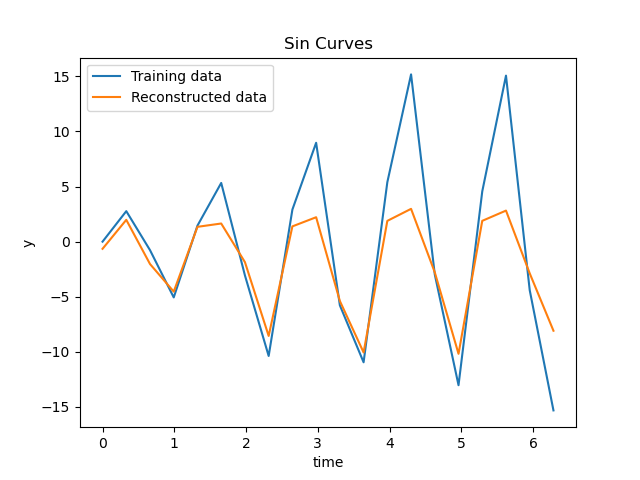 Sin Curves
Training data
Reconstructed data
15
10
5
0
−5
−10
−15
y
0 1 2 3 4 5 6
time